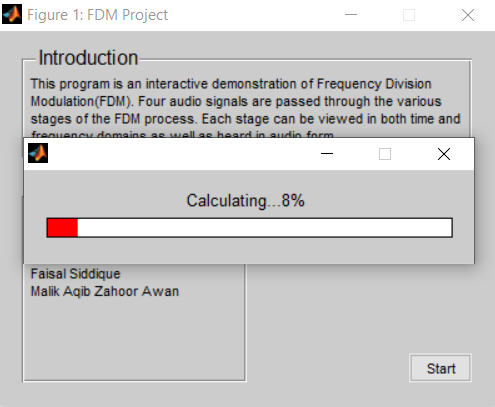 Figure 1: FDM Project
Introduction
This program is an interactive demonstration of Frequency Division
Modulation(FDM). Four audio signals are passed through the various
stages of the FDM process. Each stage can be viewed in both time and
frequency domains as well as heard in audio form.
Calculating...8%
Faisal Siddique
Malik Aqib Zahoor Awan
Start